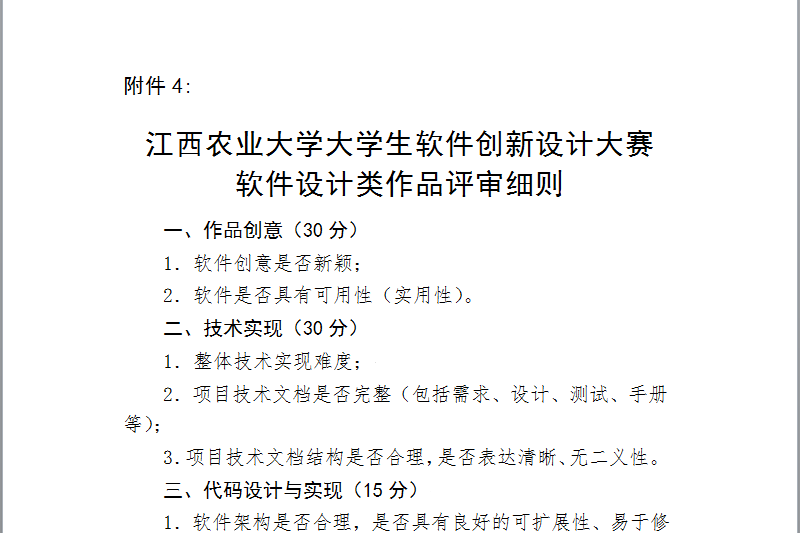 附件 4:
江西农业大学大学生软件创新设计大赛
软件设计类作品评审细则
一、作品创意（30 分）
1. 软件创意是否新颖；
2. 软件是否具有可用性（实用性）。
二、技术实现（30 分）
1. 整体技术实现难度；
2. 项目技术文档是否完整（包括需求、设计、测试、手册
等）；
3. 项目技术文档结构是否合理，是否表达清晰、无二义性。
三、代码设计与实现（15 分）
1. 软件架构是否合理，是否具有良好的可扩展性、易于修